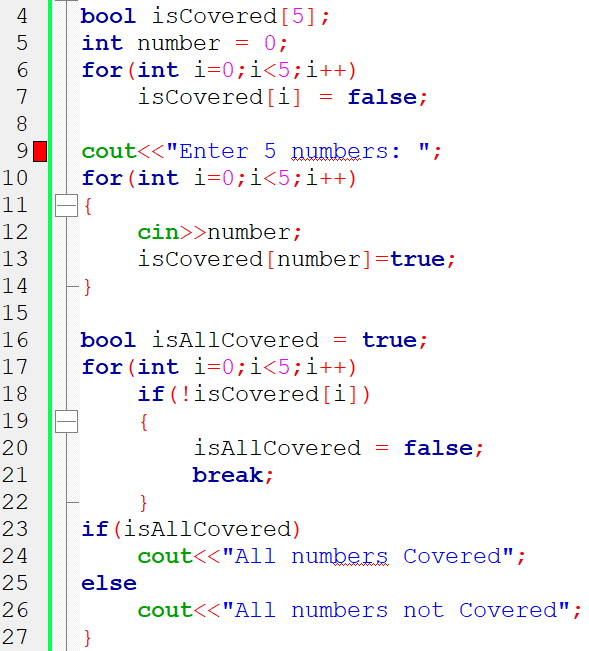 4 bool isCovered[5];
5 int number = 0;
6 for(int i=0;i<5;i++)
7 isCovered[i] = false;
8
9 cout<<"Enter 5 numbers: ";
10 for(int i=0;i<5;i++)
11 {
12 cin>>number;
13 isCovered[number]=true;
14 }
15
16 bool isAllCovered = true;
17 for(int i=0;i<5;i++)
18 if(!isCovered[i])
19 {
20 isAllCovered = false;
21 break;
22 }
23 if(isAllCovered)
24 cout<<"All numbers Covered";
25 else
26 cout<<"All numbers not Covered";
27 }